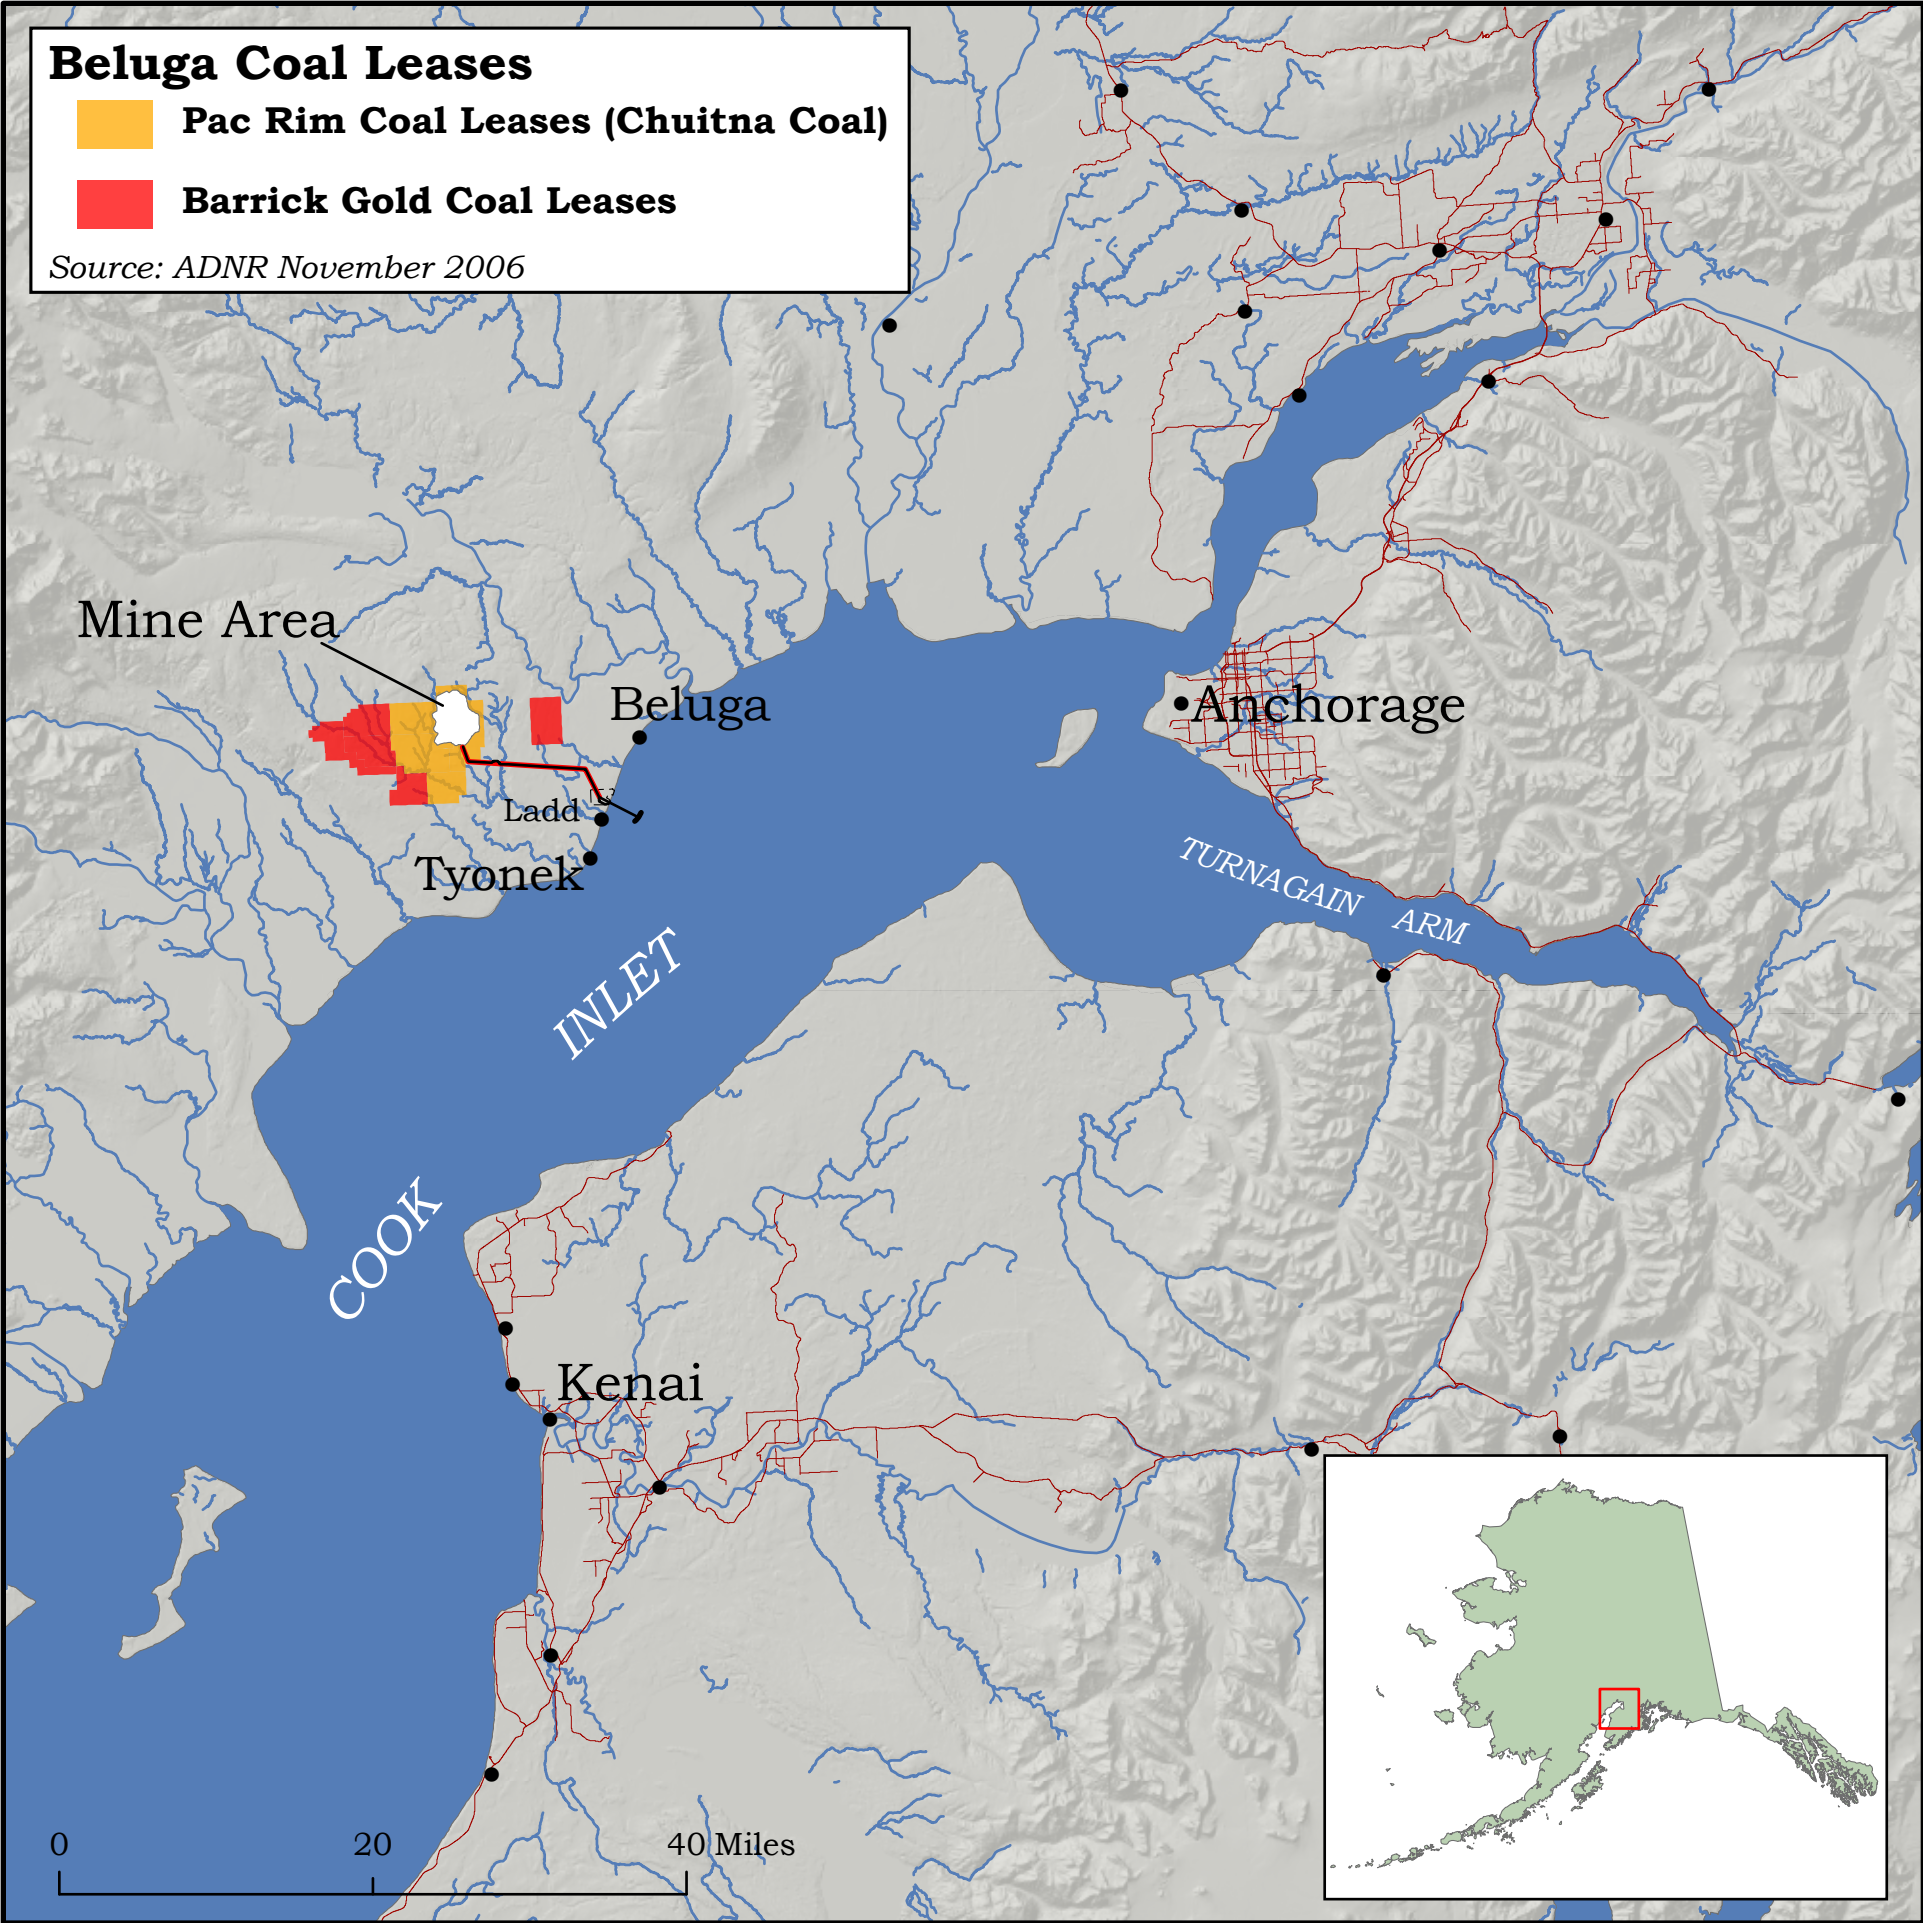 Beluga Coal Leases
Pac Rim Coal Leases (Chuitna Coal)
Barrick Gold Coal Leases
Source: ADNR November 2006
Mine Area
Beluga
Anchorage
Ladd
Tyonek
TURNAGAIN ARM
INLET
COOK
Kenai
0 20 40 Miles